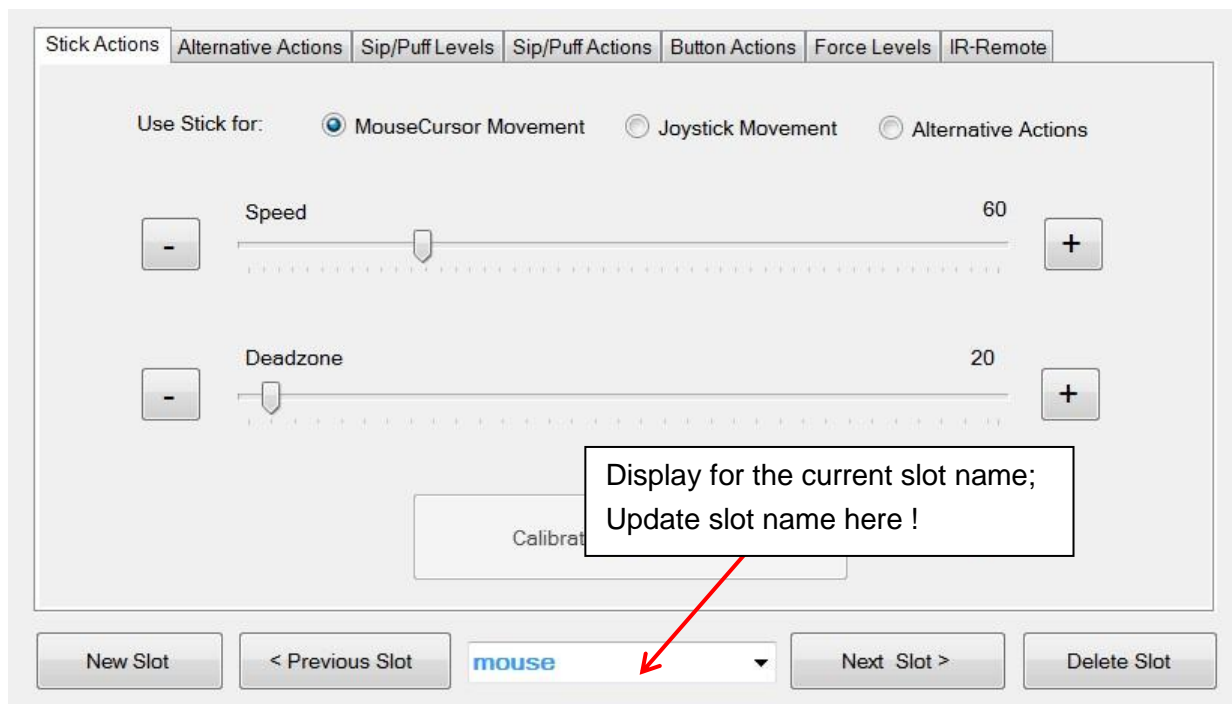 Stick Actions Alternative Actions Sip/Puff Levels Sip/Puff Actions Button Actions Force Levels IR-Remote
Use Stick for: MouseCursor Movement Joystick Movement Alternative Actions
Speed 60
- +
Deadzone 20
- +
Display for the current slot name;
Update slot name here !
Calibrat
New Slot < Previous Slot mouse Next Slot > Delete Slot